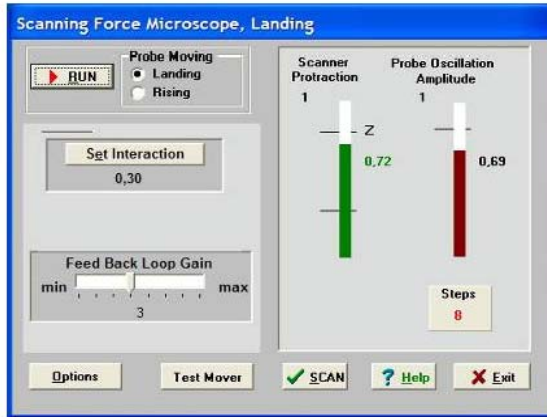 Scanning Force Microscope, Landing
RUN
Probe Moving
Landing
Rising
Set Interaction
0,30
Feed Back Loop Gain
min
max
3
Scanner
Protraction
1
Z
0,72
Probe Oscillation
Amplitude
1
0,69
Steps
8
Options
Test Mover
SCAN
? Help
Exit